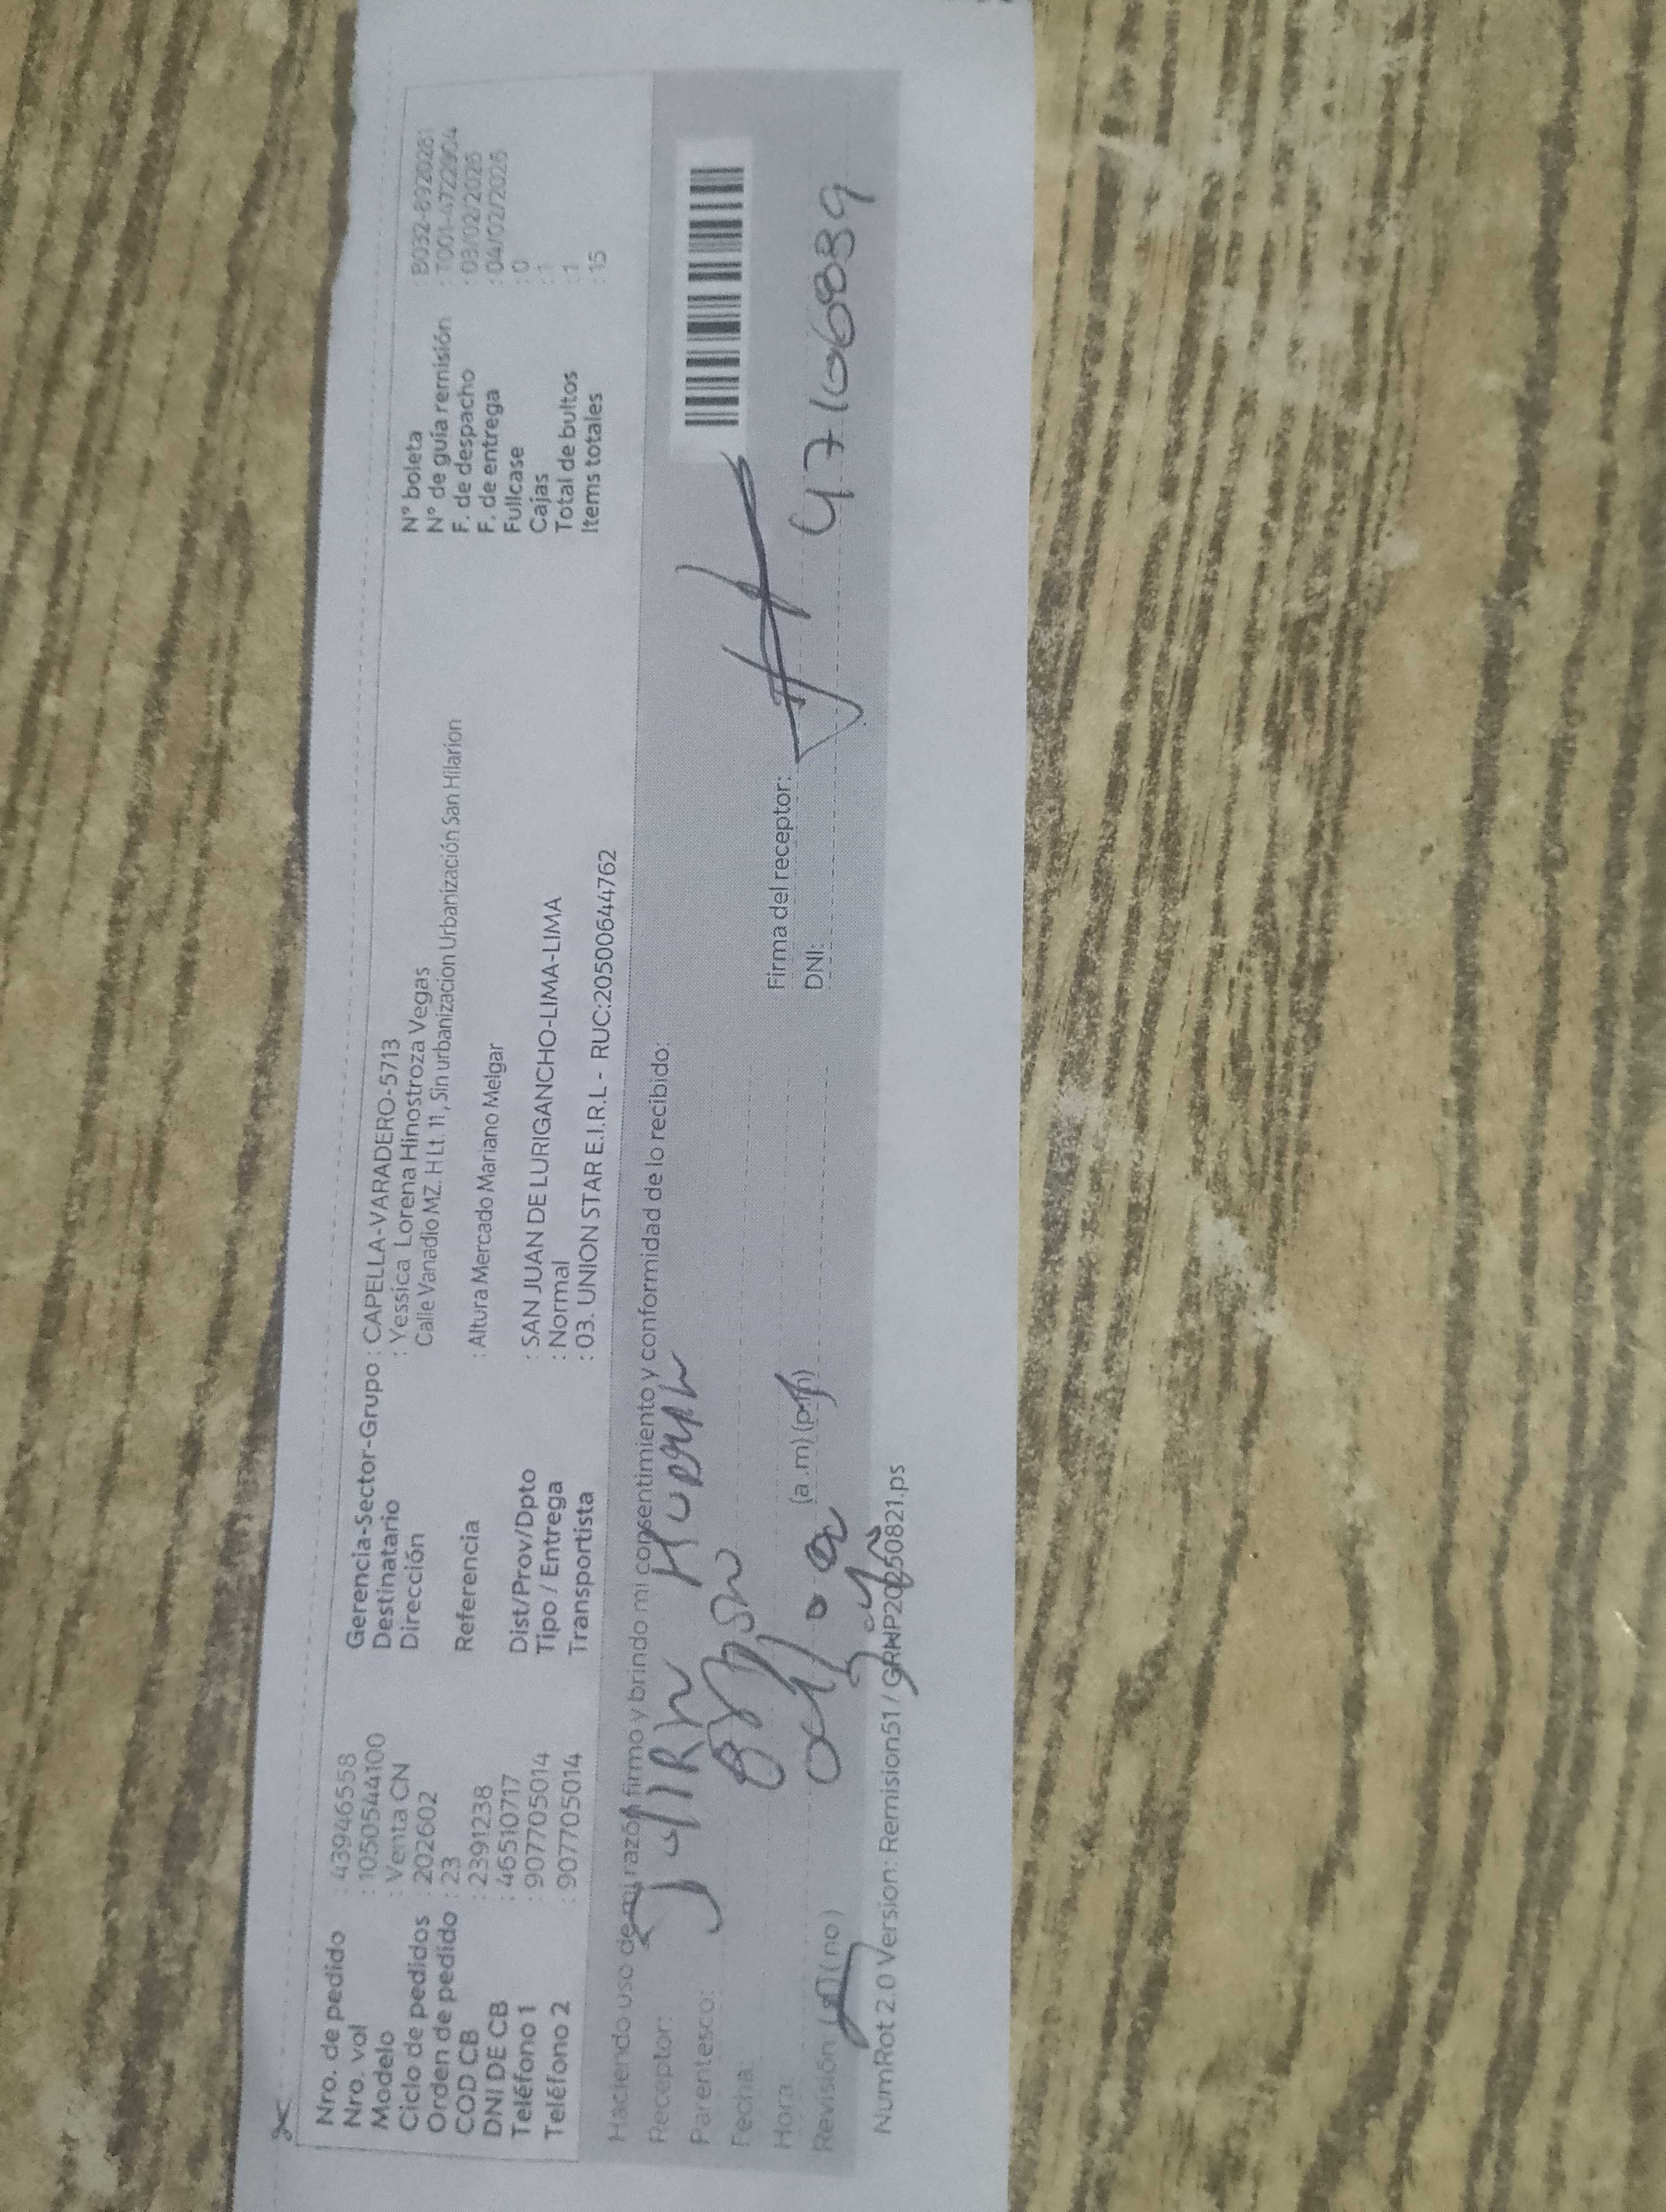 Nro. de pedido : 43946558
Nro. vol : 1050544100
Modelo : Venta CN
Ciclo de pedidos : 202602
Orden de pedido : 23
COD CB : 2391238
DNI DE CB : 46510717
Teléfono 1 : 907705014
Teléfono 2 : 907705014
Gerencia-Sector-Grupo : CAPELLA-VARADERO-5713
Destinatario : Yessica Lorena Hinostroza Vegas
Dirección Calle Vanadio MZ. H Lt. 11, Sin urbanizacion Urbanización San Hilarion
Referencia : Altura Mercado Mariano Melgar
Dist/Prov/Dpto : SAN JUAN DE LURIGANCHO-LIMA-LIMA
Tipo / Entrega : Normal
Transportista : 03. UNION STAR E.I.R.L - RUC:20500644762
N° boleta B032-892028
N° de guía remisión : T001-4722904
F. de despacho : 03/02/2026
F. de entrega : 04/02/2026
Fullcase : 0
Cajas : 1
Total de bultos : 1
Items totales : 15
Haciendo uso de mi razón firmo y brindo mi consentimiento y conformidad de lo recibido:
Receptor:
Parentesco:
Fecha:
Hora: (a.m) (p.m)
Revisión (si) (no)
Firma del receptor:
DNI: 47106889
NumRot 2.0 Version: Remision51 / GRNP20250821.ps